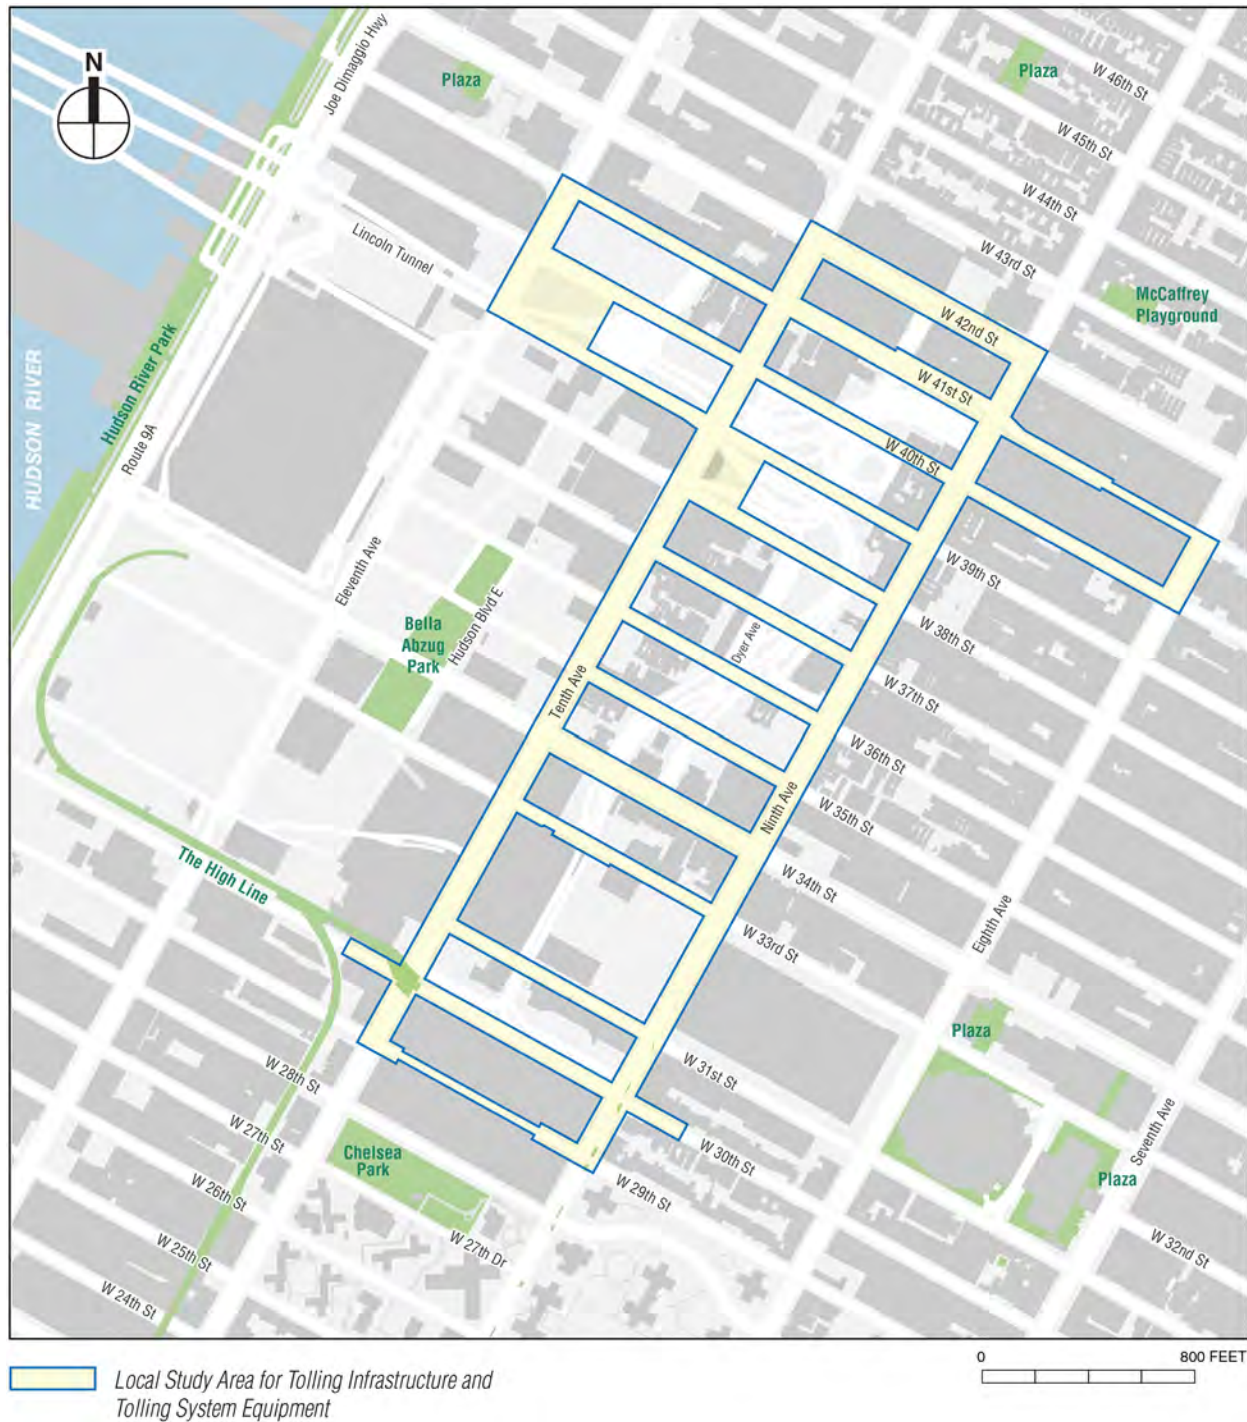 N
Joe Dimaggio Hwy
Plaza
Plaza
W 46th St
W 45th St
W 44th St
W 43rd St
McCaffrey
Playground
Lincoln Tunnel
W 42nd St
W 41st St
W 40th St
HUDSON RIVER
Hudson River Park
Route 9A
Eleventh Ave
Hudson Blvd E
Bella
Abzug
Park
Tenth Ave
Dyer Ave
Ninth Ave
W 39th St
W 38th St
W 37th St
W 36th St
W 35th St
W 34th St
W 33rd St
Eighth Ave
The High Line
Plaza
Seventh Ave
Plaza
W 31st St
W 30th St
W 29th St
W 32nd St
W 28th St
W 27th St
W 26th St
W 25th St
W 24th St
Chelsea
Park
W 27th Dr
Local Study Area for Tolling Infrastructure and
Tolling System Equipment
0 800 FEET